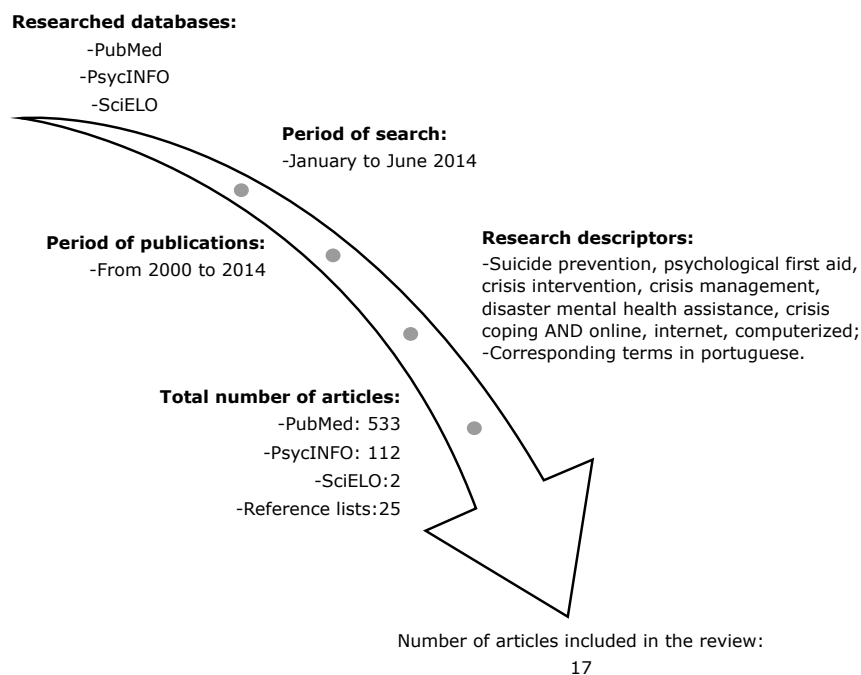 Researched databases:
-PubMed
-PsycINFO
-SciELO
Period of search:
-January to June 2014
Period of publications:
-From 2000 to 2014
Research descriptors:
-Suicide prevention, psychological first aid,
crisis intervention, crisis management,
disaster mental health assistance, crisis
coping AND online, internet, computerized;
-Corresponding terms in portuguese.
Total number of articles:
-PubMed: 533
-PsycINFO: 112
-SciELO:2
-Reference lists:25
Number of articles included in the review:
17